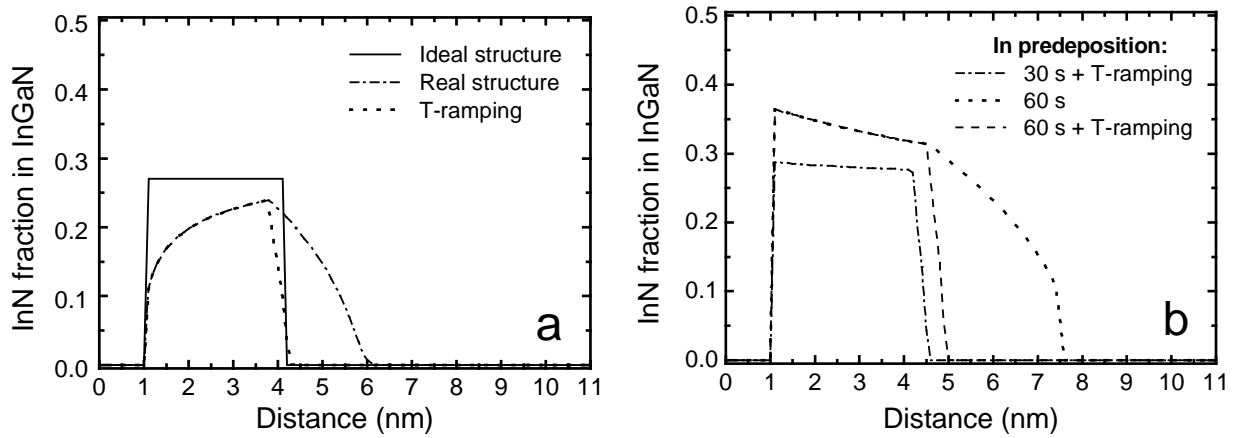 0.5
0.4
0.3
0.2
0.1
0.0
InN fraction in InGaN
Ideal structure
Real structure
T-ramping
a
0 1 2 3 4 5 6 7 8 9 10 11
Distance (nm)
0.5
0.4
0.3
0.2
0.1
0.0
InN fraction in InGaN
In predeposition:
30 s + T-ramping
60 s
60 s + T-ramping
b
0 1 2 3 4 5 6 7 8 9 10 11
Distance (nm)